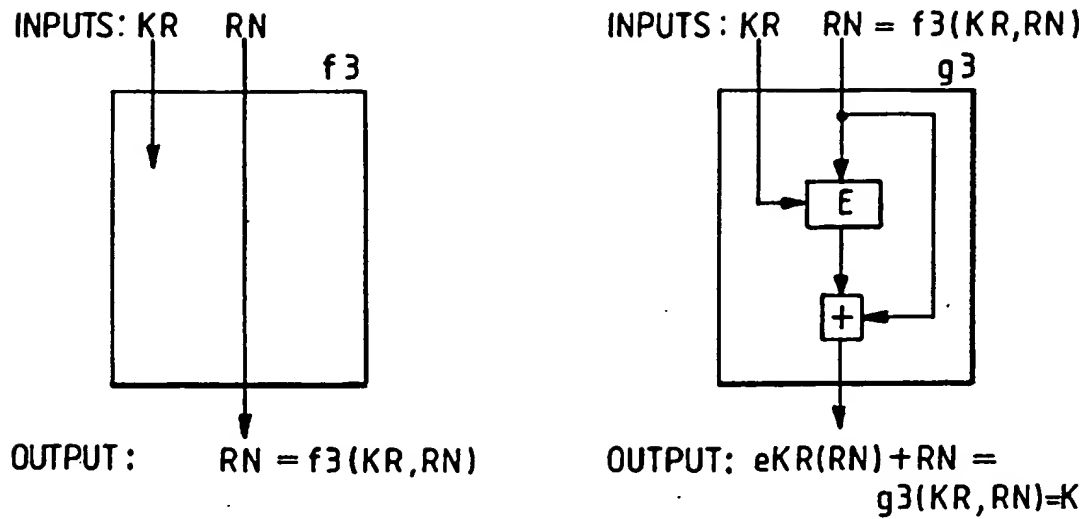 INPUTS: KR RN
f3
OUTPUT: RN = f3(KR,RN)
INPUTS: KR RN = f3(KR,RN)
g3
E
+
OUTPUT: eKR(RN)+RN =
g3(KR,RN)=K